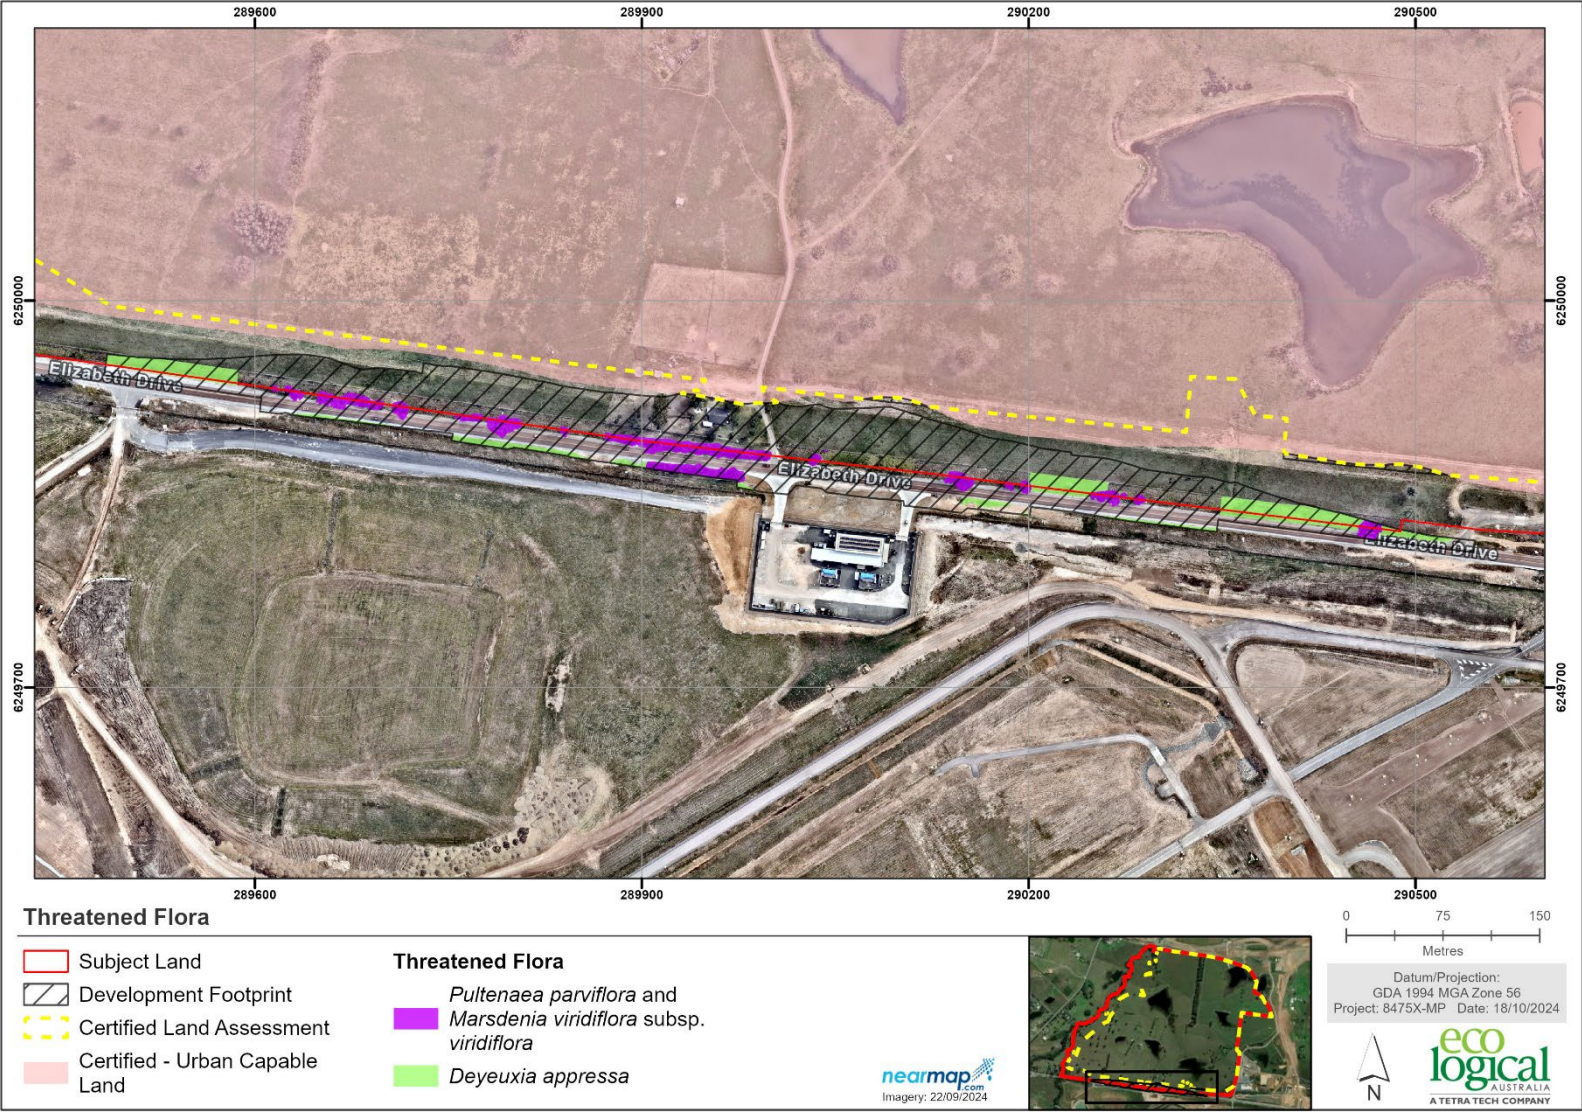 289600
289900
290200
290500
6250000
6250000
Elizabeth Drive
Elizabeth Drive
Elizabeth Drive
6249700
6249700
289600
289900
290200
290500
Threatened Flora
Subject Land
Development Footprint
Certified Land Assessment
Certified - Urban Capable
Land
Threatened Flora
Pultenaea parviflora and
Marsdenia viridiflora subsp.
viridiflora
Deyeuxia appressa
nearmap
.com
Imagery: 22/09/2024
0 75 150
Metres
Datum/Projection:
GDA 1994 MGA Zone 56
Project: 8475X-MP Date: 18/10/2024
N
eco
logical
AUSTRALIA
A TETRA TECH COMPANY